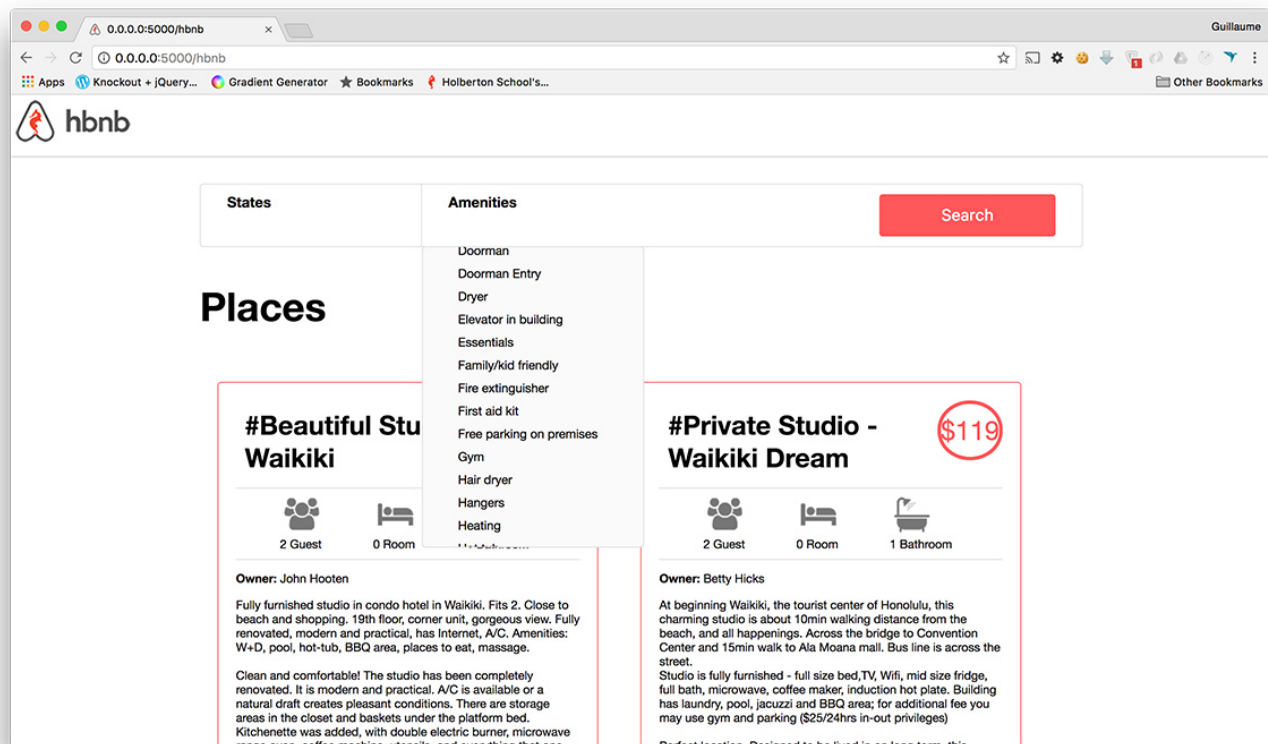 0.0.0.0:5000/hbnb
Guillaume
0.0.0.0:5000/hbnb
1
Apps
Knockout + jQuery...
Gradient Generator
Bookmarks
Holberton School's...
Other Bookmarks
hbnb
States
Amenities
Search
Doorman
Doorman Entry
Dryer
Elevator in building
Essentials
Family/kid friendly
Fire extinguisher
First aid kit
Free parking on premises
Gym
Hair dryer
Hangers
Heating
Places
#Beautiful Stu
Waikiki
2 Guest
0 Room
Owner: John Hooten
Fully furnished studio in condo hotel in Waikiki. Fits 2. Close to
beach and shopping. 19th floor, corner unit, gorgeous view. Fully
renovated, modern and practical, has Internet, A/C. Amenities:
W+D, pool, hot-tub, BBQ area, places to eat, massage.
Clean and comfortable! The studio has been completely
renovated. It is modern and practical. A/C is available or a
natural draft creates pleasant conditions. There are storage
areas in the closet and baskets under the platform bed.
Kitchenette was added, with double electric burner, microwave
#Private Studio -
Waikiki Dream
$119
2 Guest
0 Room
1 Bathroom
Owner: Betty Hicks
At beginning Waikiki, the tourist center of Honolulu, this
charming studio is about 10min walking distance from the
beach, and all happenings. Across the bridge to Convention
Center and 15min walk to Ala Moana mall. Bus line is across the
street.
Studio is fully furnished - full size bed,TV, Wifi, mid size fridge,
full bath, microwave, coffee maker, induction hot plate. Building
has laundry, pool, jacuzzi and BBQ area; for additional fee you
may use gym and parking ($25/24hrs in-out privileges)